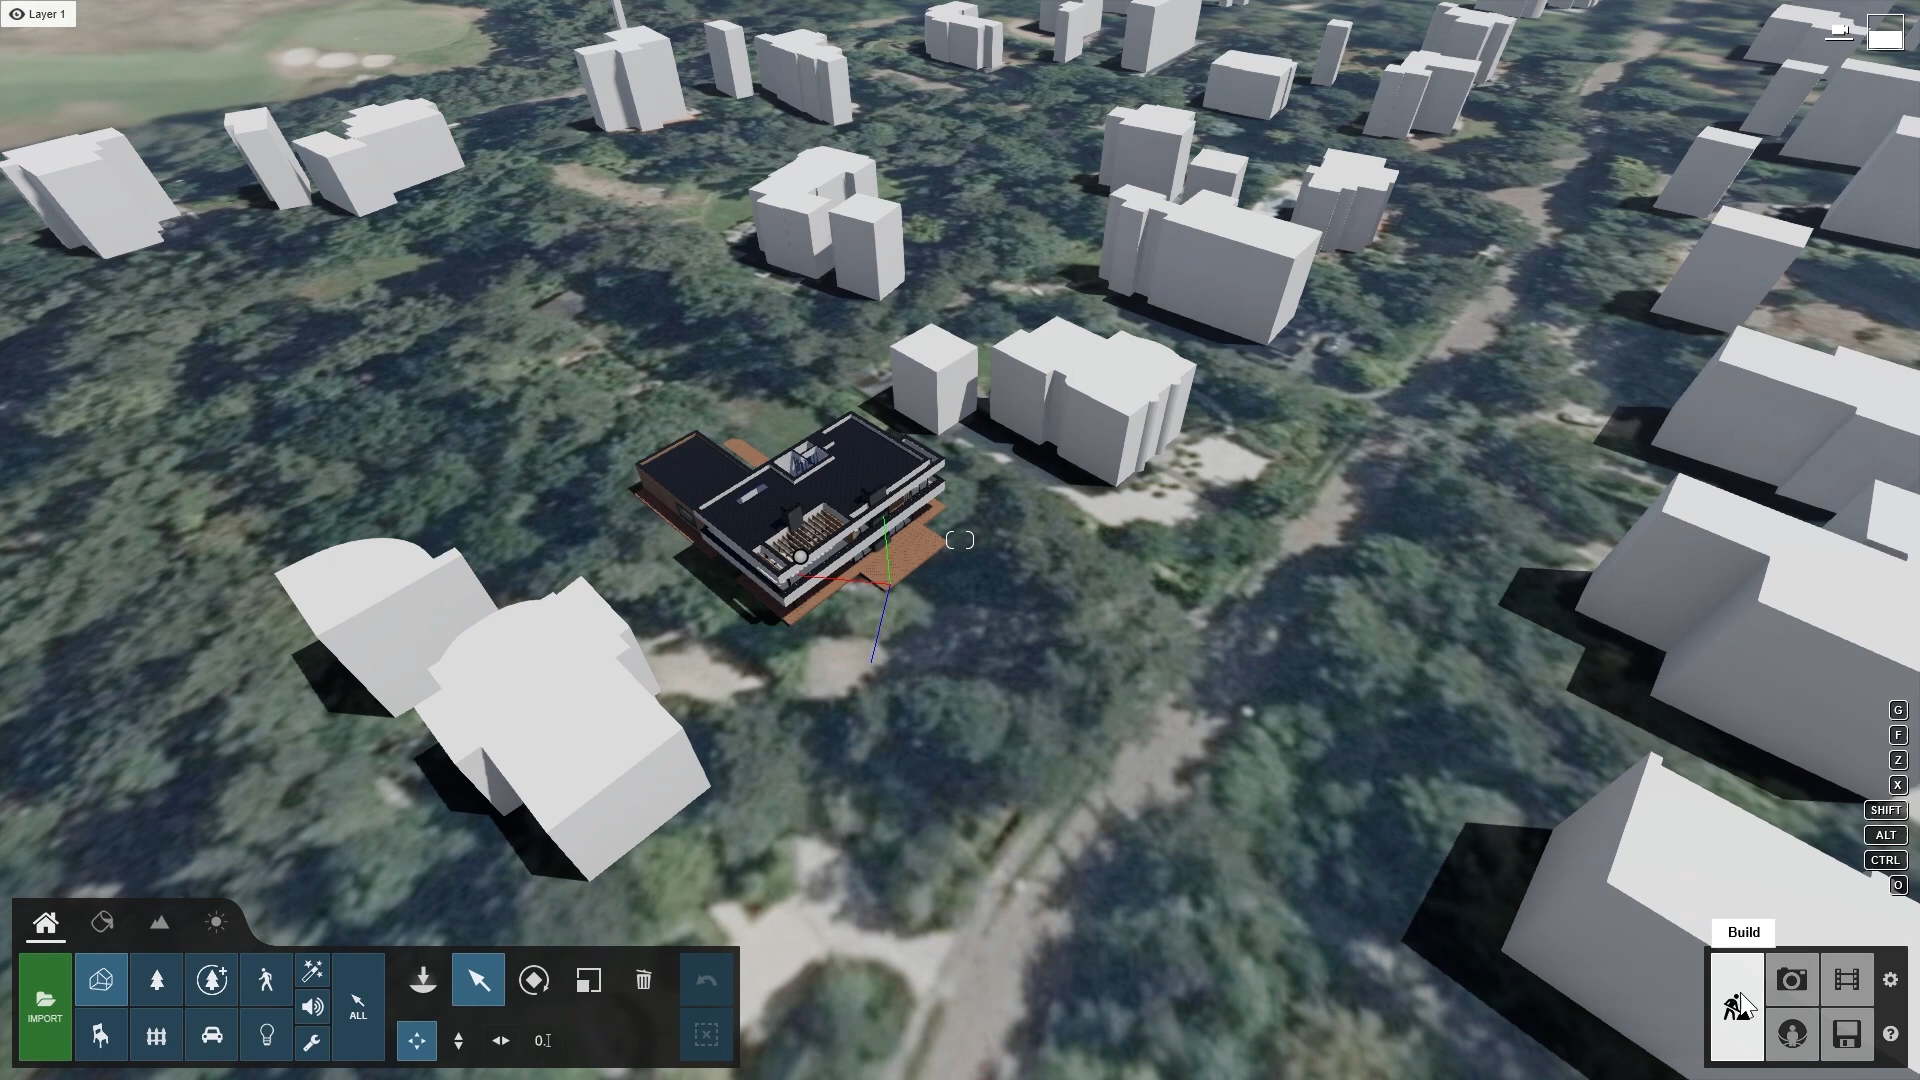 Layer 1
G
F
Z
X
SHIFT
ALT
CTRL
O
Build
IMPORT
ALL
0.
?